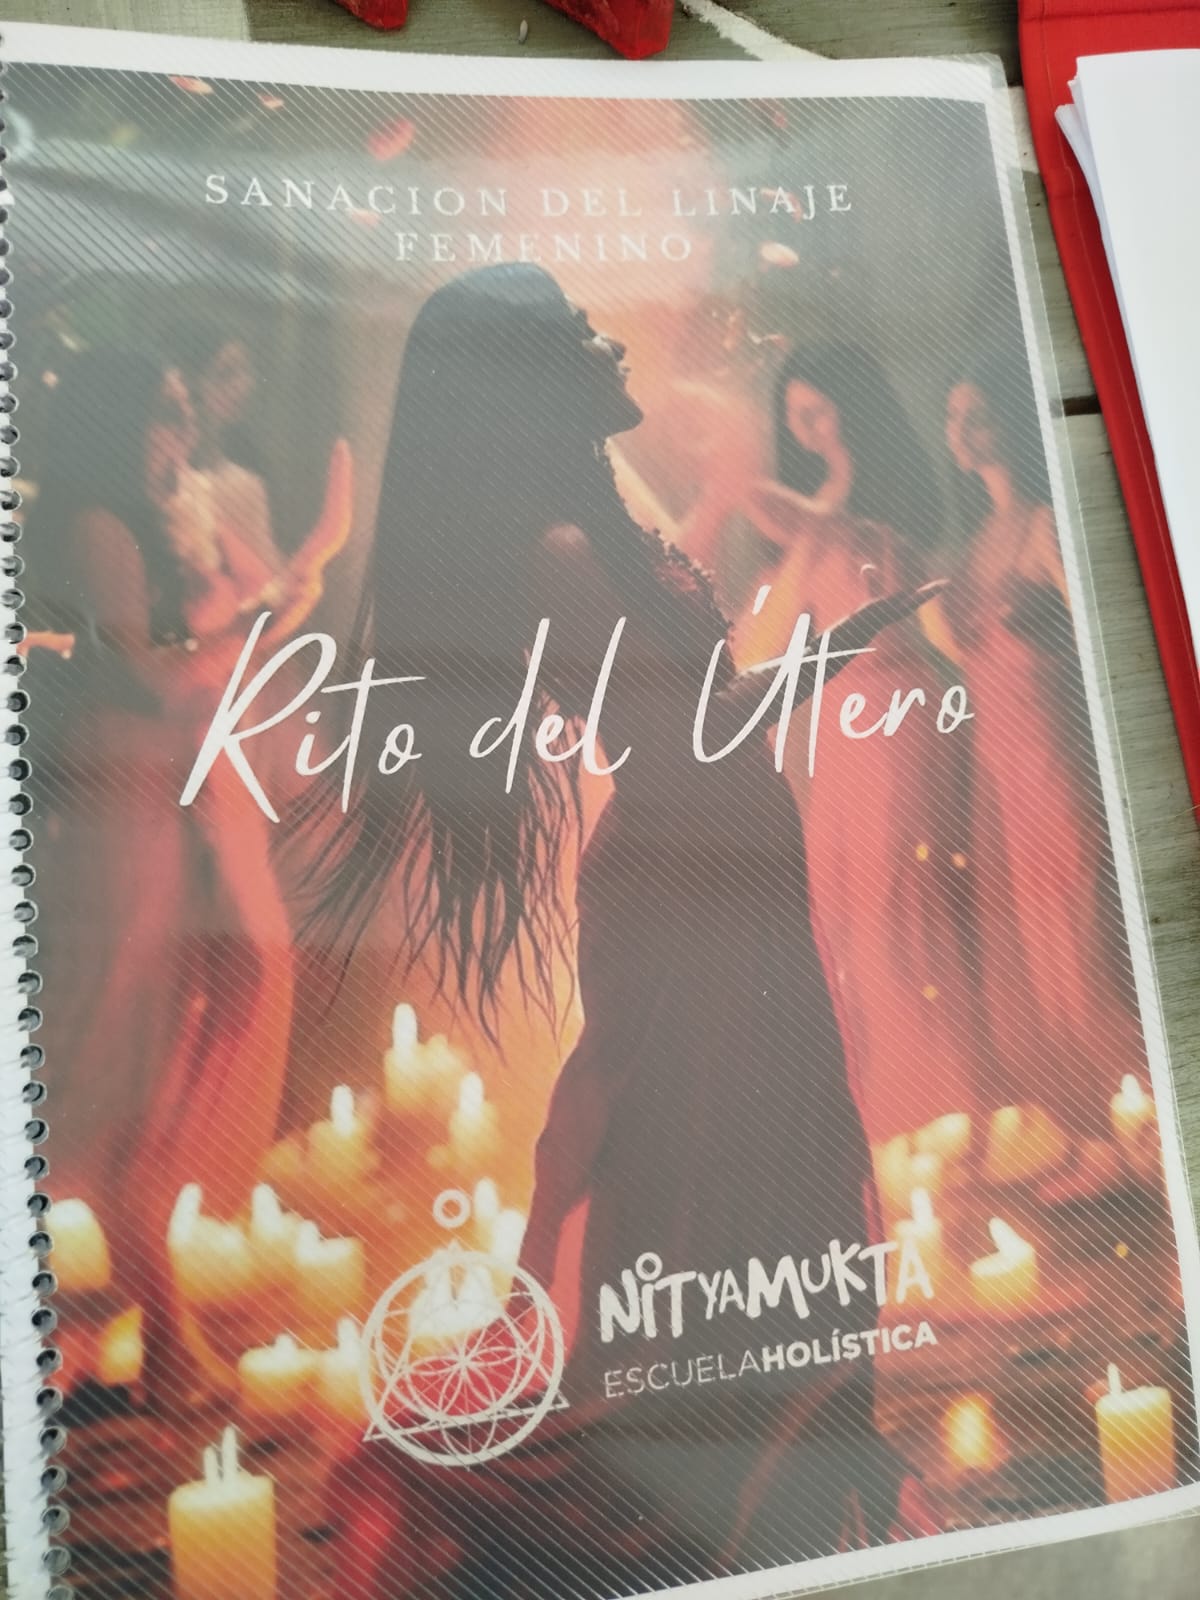 SANACION DEL LINAJE
FEMENINO
Rito del Útero
NITYAMUKTA
ESCUELAHOLÍSTICA